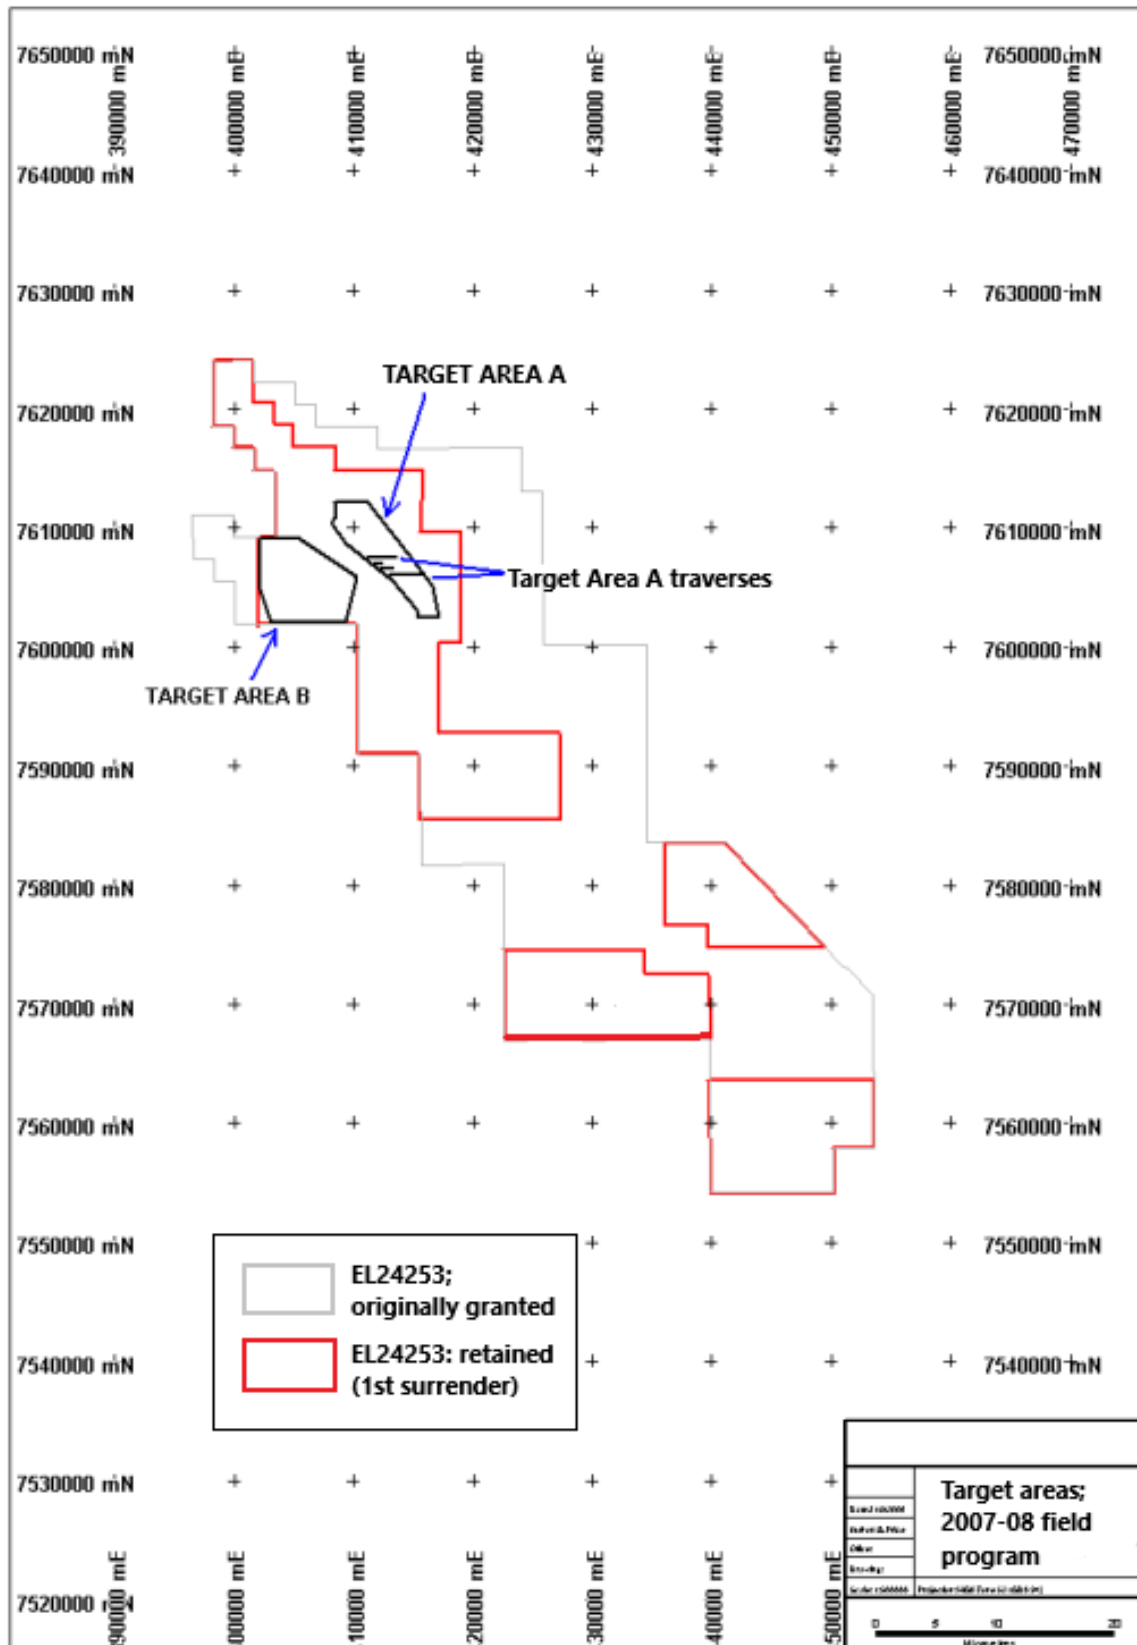 7650000 mN
390000 mE
400000 mE
410000 mE
420000 mE
430000 mE
440000 mE
450000 mE
460000 mE
7650000 mN
7640000 mN
7640000 mN
7630000 mN
7630000 mN
TARGET AREA A
7620000 mN
7620000 mN
7610000 mN
7610000 mN
Target Area A traverses
7600000 mN
7600000 mN
TARGET AREA B
7590000 mN
7590000 mN
7580000 mN
7580000 mN
7570000 mN
7570000 mN
7560000 mN
7560000 mN
7550000 mN
7550000 mN
EL24253;
originally granted
EL24253: retained
(1st surrender)
7540000 mN
7540000 mN
7530000 mN
Target areas;
2007-08 field
program
7520000 mN
0 5 10 20